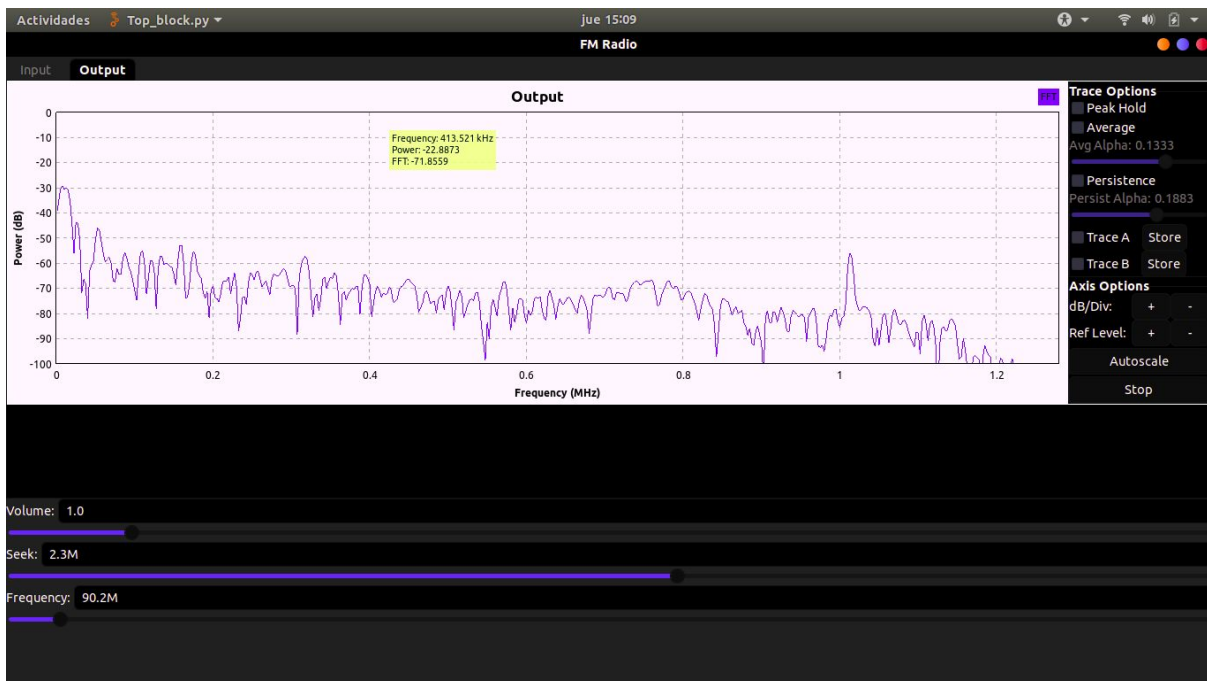 Actividades Top_block.py jue 15:09
FM Radio
Input Output
Output
FFT
Frequency: 413.521 kHz
Power: -22.8873
FFT: -71.8559
Power (dB)
0
-10
-20
-30
-40
-50
-60
-70
-80
-90
-100
0 0.2 0.4 0.6 0.8 1 1.2
Frequency (MHz)
Trace Options
Peak Hold
Average
Avg Alpha: 0.1333
Persistence
Persist Alpha: 0.1883
Trace A Store
Trace B Store
Axis Options
dB/Div: + -
Ref Level: + -
Autoscale
Stop
Volume: 1.0
Seek: 2.3M
Frequency: 90.2M